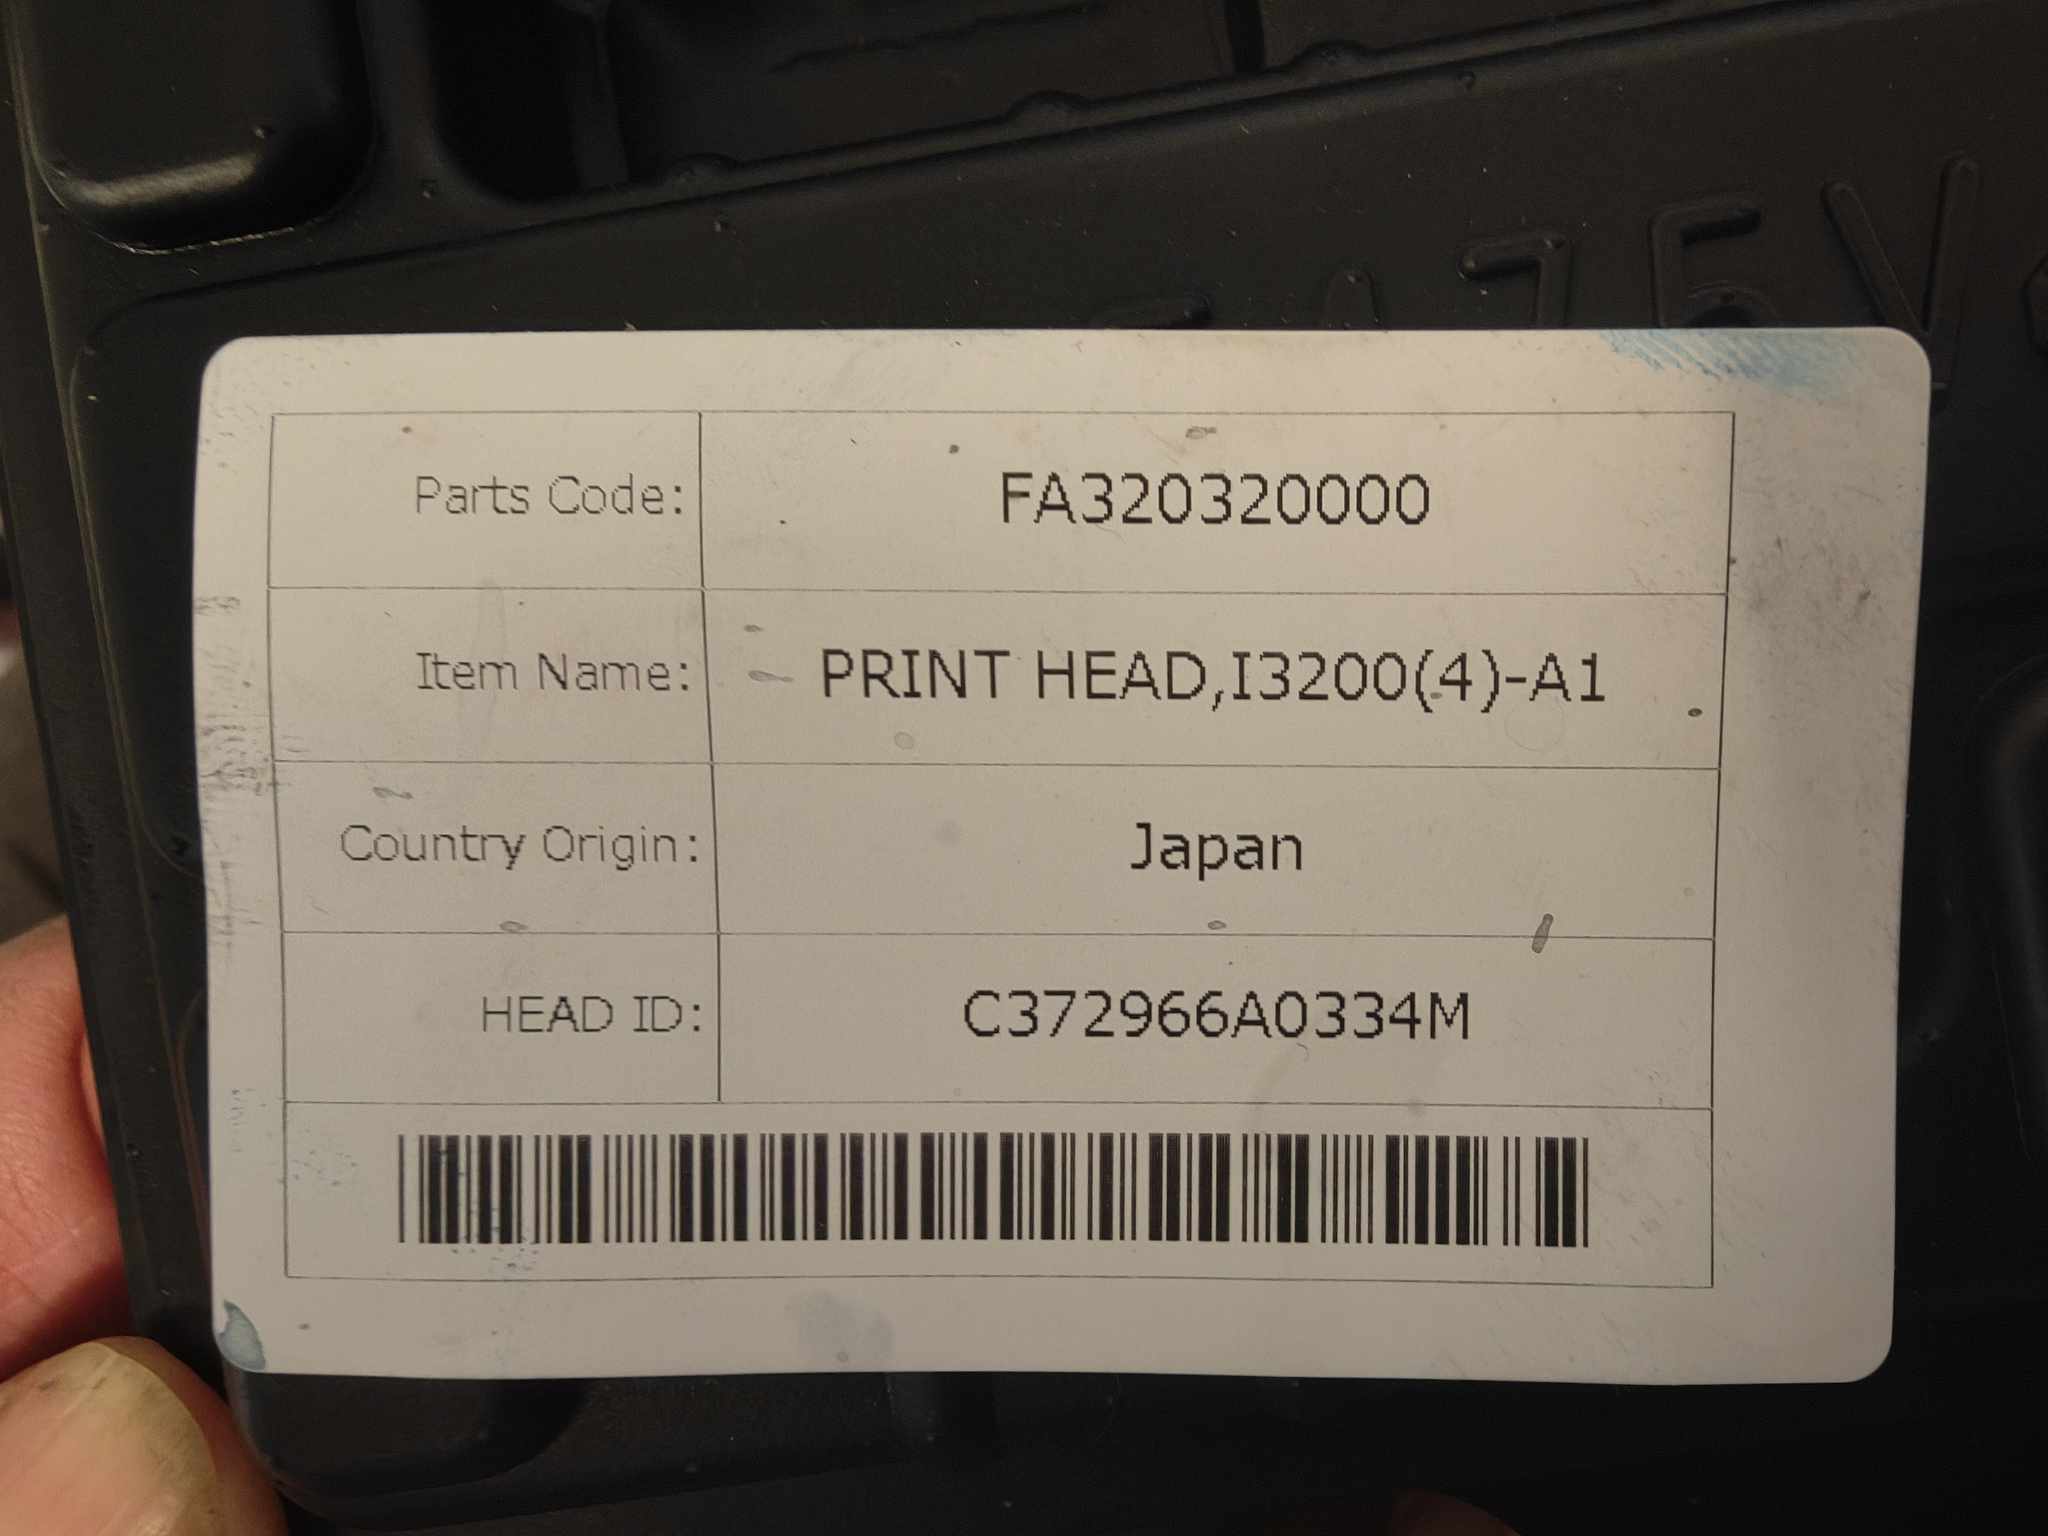 Parts Code: FA320320000
Item Name: PRINT HEAD,I3200(4)-A1
Country Origin: Japan
HEAD ID: C372966A0334M